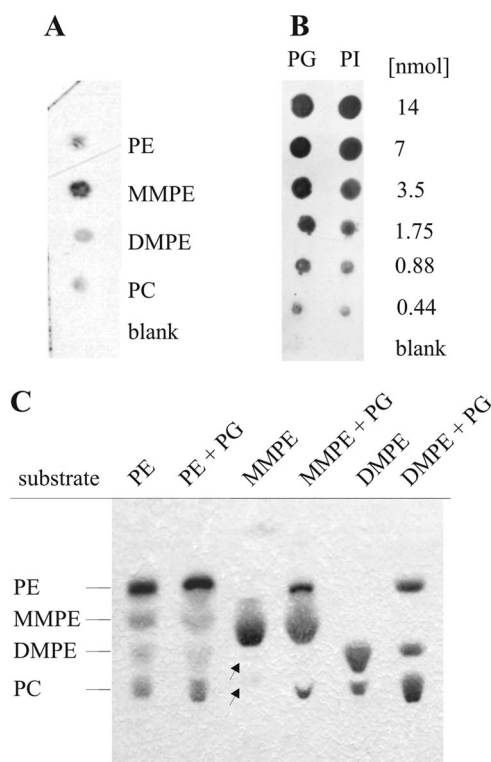 A
PE
MMPE
DMPE
PC
blank
B
PG PI [nmol]
14
7
3.5
1.75
0.88
0.44
blank
C
substrate PE PE + PG MMPE MMPE + PG DMPE DMPE + PG
PE
MMPE
DMPE
PC